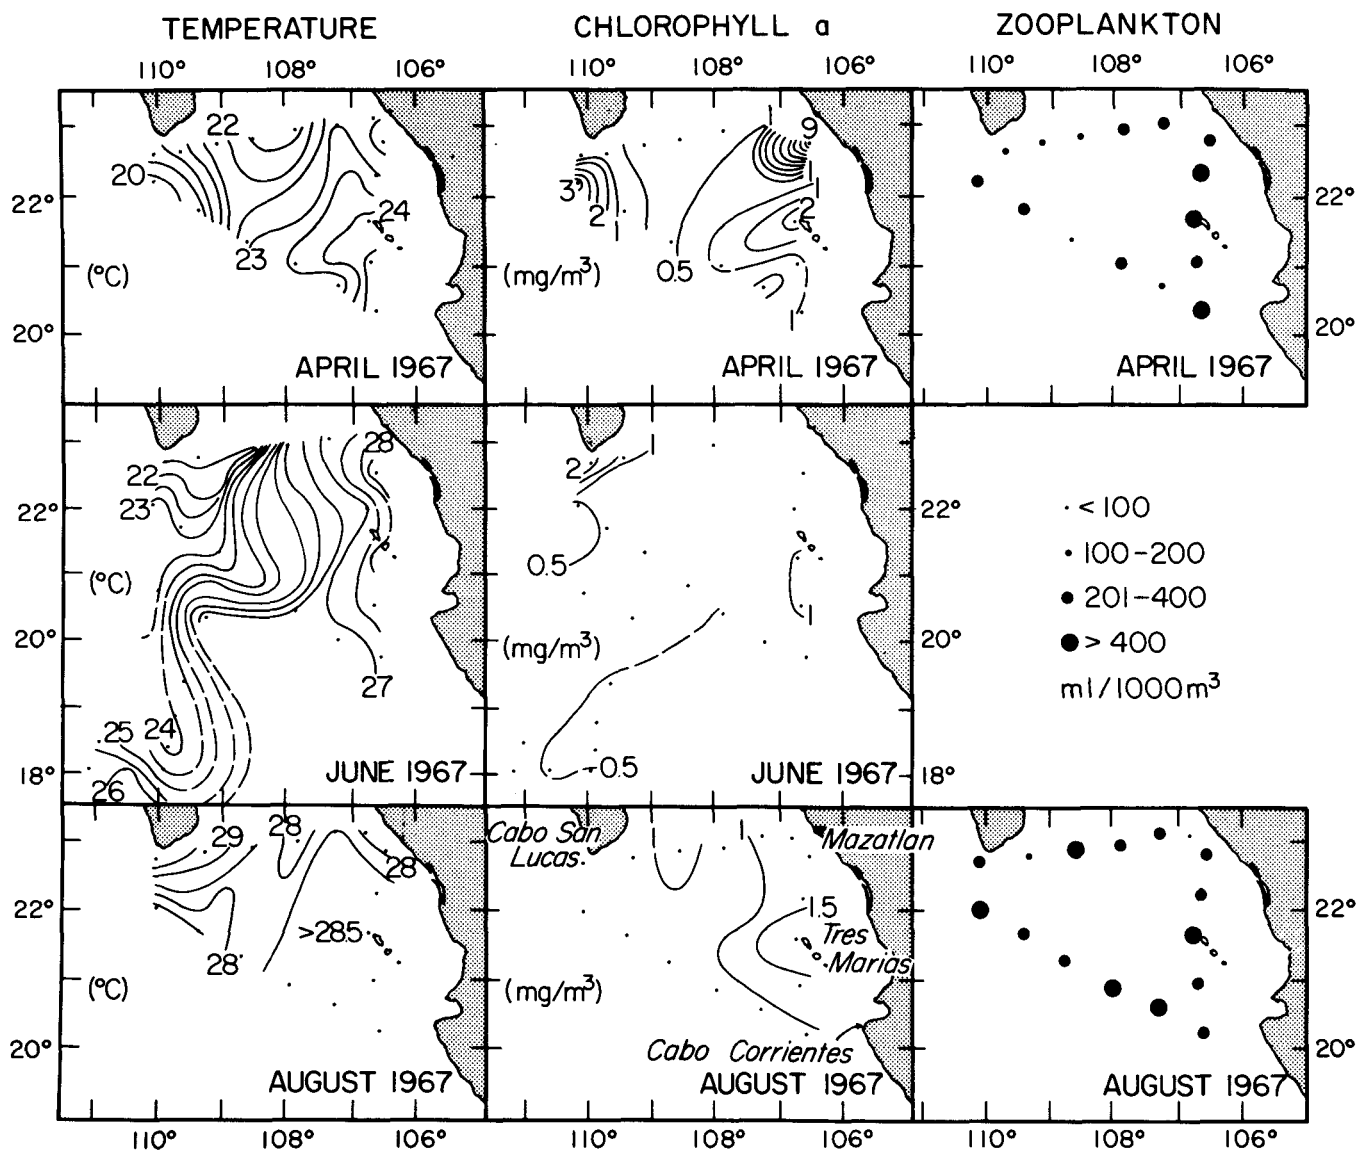 TEMPERATURE CHLOROPHYLL a ZOOPLANKTON
110° 108° 106° 110° 108° 106° 110° 108° 106°
22 9
20 3 2 1 1 2
22° 24 22°
23 0.5
(°C) (mg/m³)
20° 1 20°
APRIL 1967 APRIL 1967 APRIL 1967
28 1
22 2
23
22° 22° <100
0.5 100-200
(°C) 201-400
20° (mg/m³) 1 20° > 400
27 ml/1000m³
25 24
18° 26 JUNE 1967 0.5 JUNE 1967 18°
29 28 Cabo San Lucas 1 1 Mazatlan
28
22° >28.5 1.5 22°
Tres Marias
28
(°C) (mg/m³)
20° Cabo Corrientes 20°
AUGUST 1967 AUGUST 1967 AUGUST 1967
110° 108° 106° 110° 108° 106° 110° 108° 106°